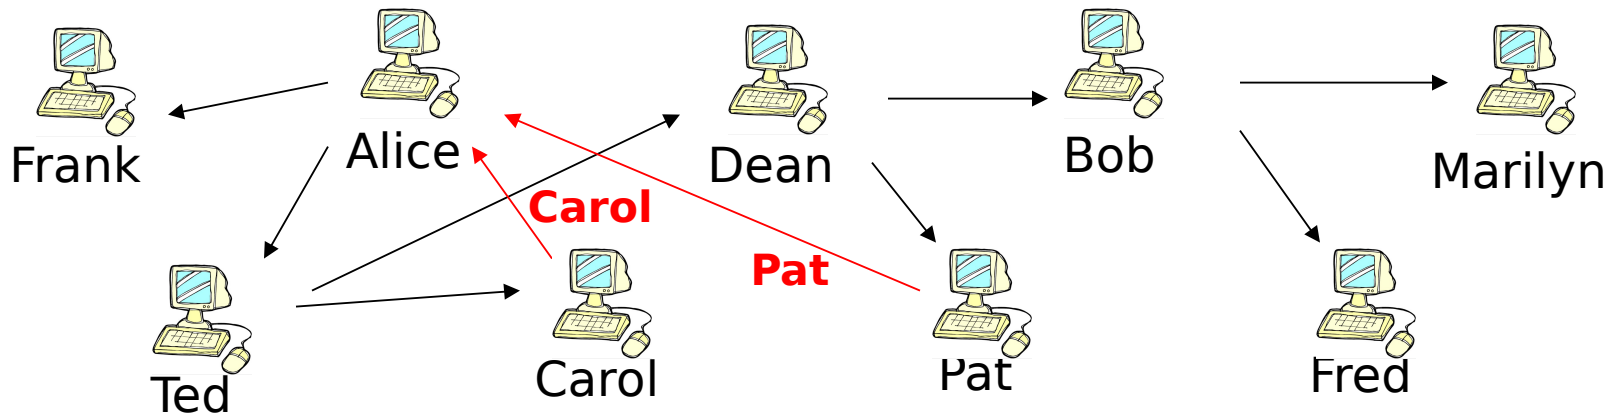 Frank
Alice
Dean
Bob
Marilyn
Carol
Pat
Ted
Carol
Pat
Fred